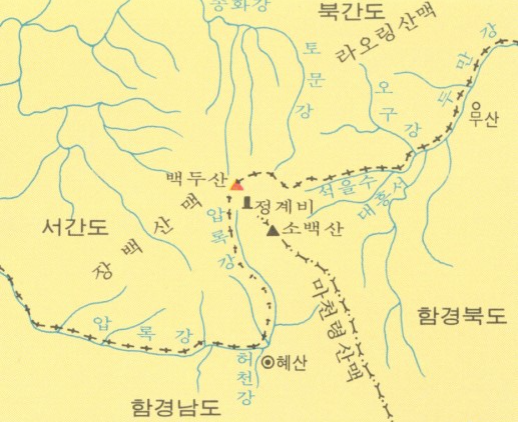 송화강
북간도
라오링산맥
토문강
오구강
두만강
무산
백두산
석을수
대홍서
정계비
소백산
압록강
장백산맥
서간도
마천령산맥
함경북도
압록강
허천강
혜산
함경남도